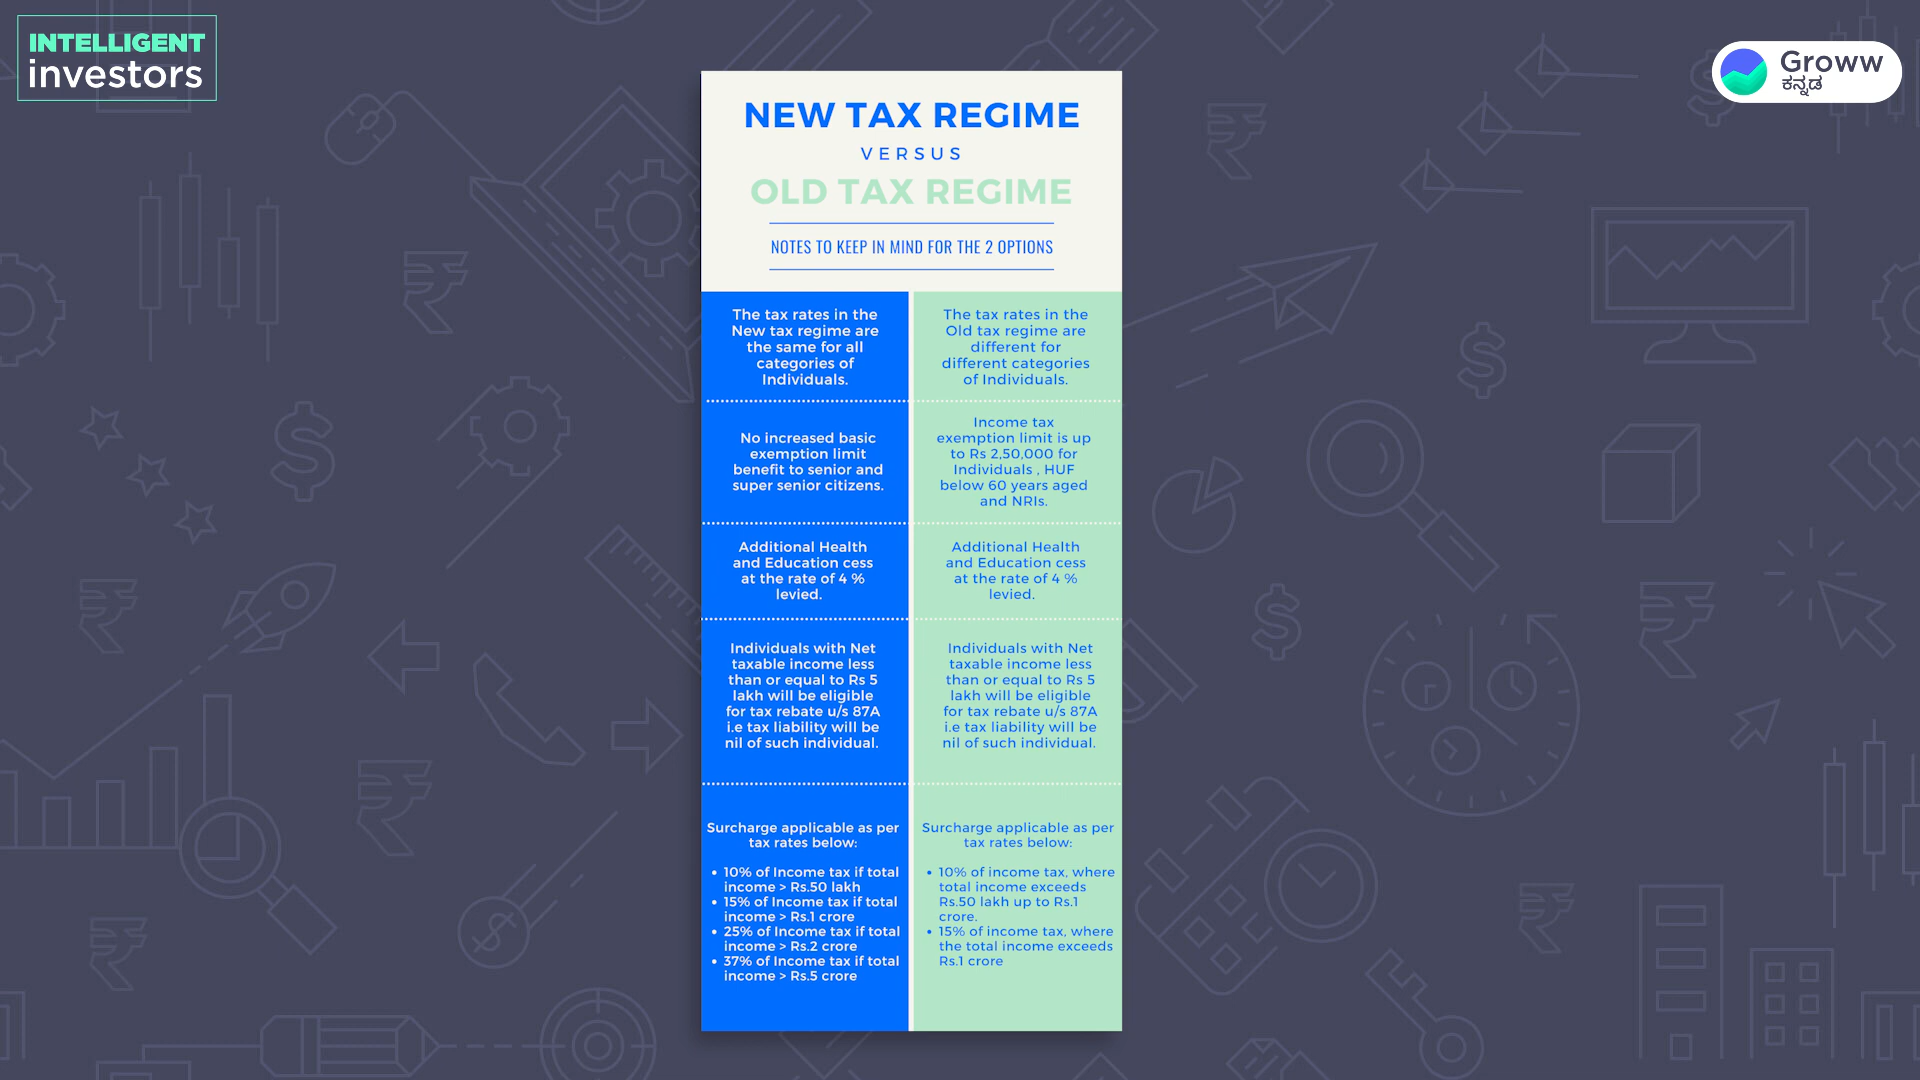 INTELLIGENT
investors
Groww
ಕನ್ನಡ
NEW TAX REGIME
VERSUS
OLD TAX REGIME
NOTES TO KEEP IN MIND FOR THE 2 OPTIONS
The tax rates in the
New tax regime are
the same for all
categories of
Individuals.
The tax rates in the
Old tax regime are
different for
different categories
of Individuals.
No increased basic
exemption limit
benefit to senior and
super senior citizens.
Income tax
exemption limit is up
to Rs 2,50,000 for
Individuals , HUF
below 60 years aged
and NRIs.
Additional Health
and Education cess
at the rate of 4 %
levied.
Additional Health
and Education cess
at the rate of 4 %
levied.
Individuals with Net
taxable income less
than or equal to Rs 5
lakh will be eligible
for tax rebate u/s 87A
i.e tax liability will be
nil of such individual.
Individuals with Net
taxable income less
than or equal to Rs 5
lakh will be eligible
for tax rebate u/s 87A
i.e tax liability will be
nil of such individual.
Surcharge applicable as per
tax rates below:
• 10% of Income tax if total
income > Rs.50 lakh
• 15% of Income tax if total
income > Rs.1 crore
• 25% of Income tax if total
income > Rs.2 crore
• 37% of Income tax if total
income > Rs.5 crore
Surcharge applicable as per
tax rates below:
• 10% of income tax, where
total income exceeds
Rs.50 lakh up to Rs.1
crore.
• 15% of income tax, where
the total income exceeds
Rs.1 crore